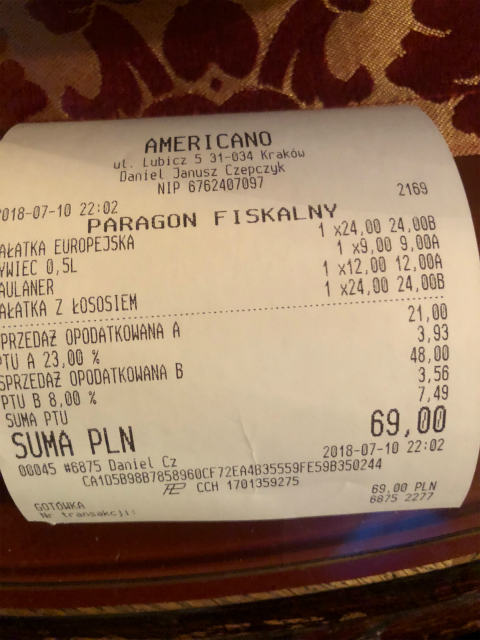 AMERICANO
ul. Lubicz 5 31-034 Kraków
Daniel Janusz Czepczyk
NIP 6762407097
2018-07-10 22:02 2169
PARAGON FISKALNY
AŁATKA EUROPEJSKA 1 x24,00 24,00B
YWIEC 0,5L 1 x9,00 9,00A
AULANER 1 x12,00 12,00A
AŁATKA Z ŁOSOSIEM 1 x24,00 24,00B
PRZEDAŻ OPODATKOWANA A 21,00
PTU A 23,00 % 3,93
SPRZEDAŻ OPODATKOWANA B 48,00
PTU B 8,00 % 3,56
SUMA PTU 7,49
SUMA PLN 69,00
00045 #6875 Daniel Cz 2018-07-10 22:02
CA1D5B98B7858960CF72EA4B35559FE59B350244
CCH 1701359275
GOTÓWKA 69,00 PLN
Nr transakcji: 6875 2277